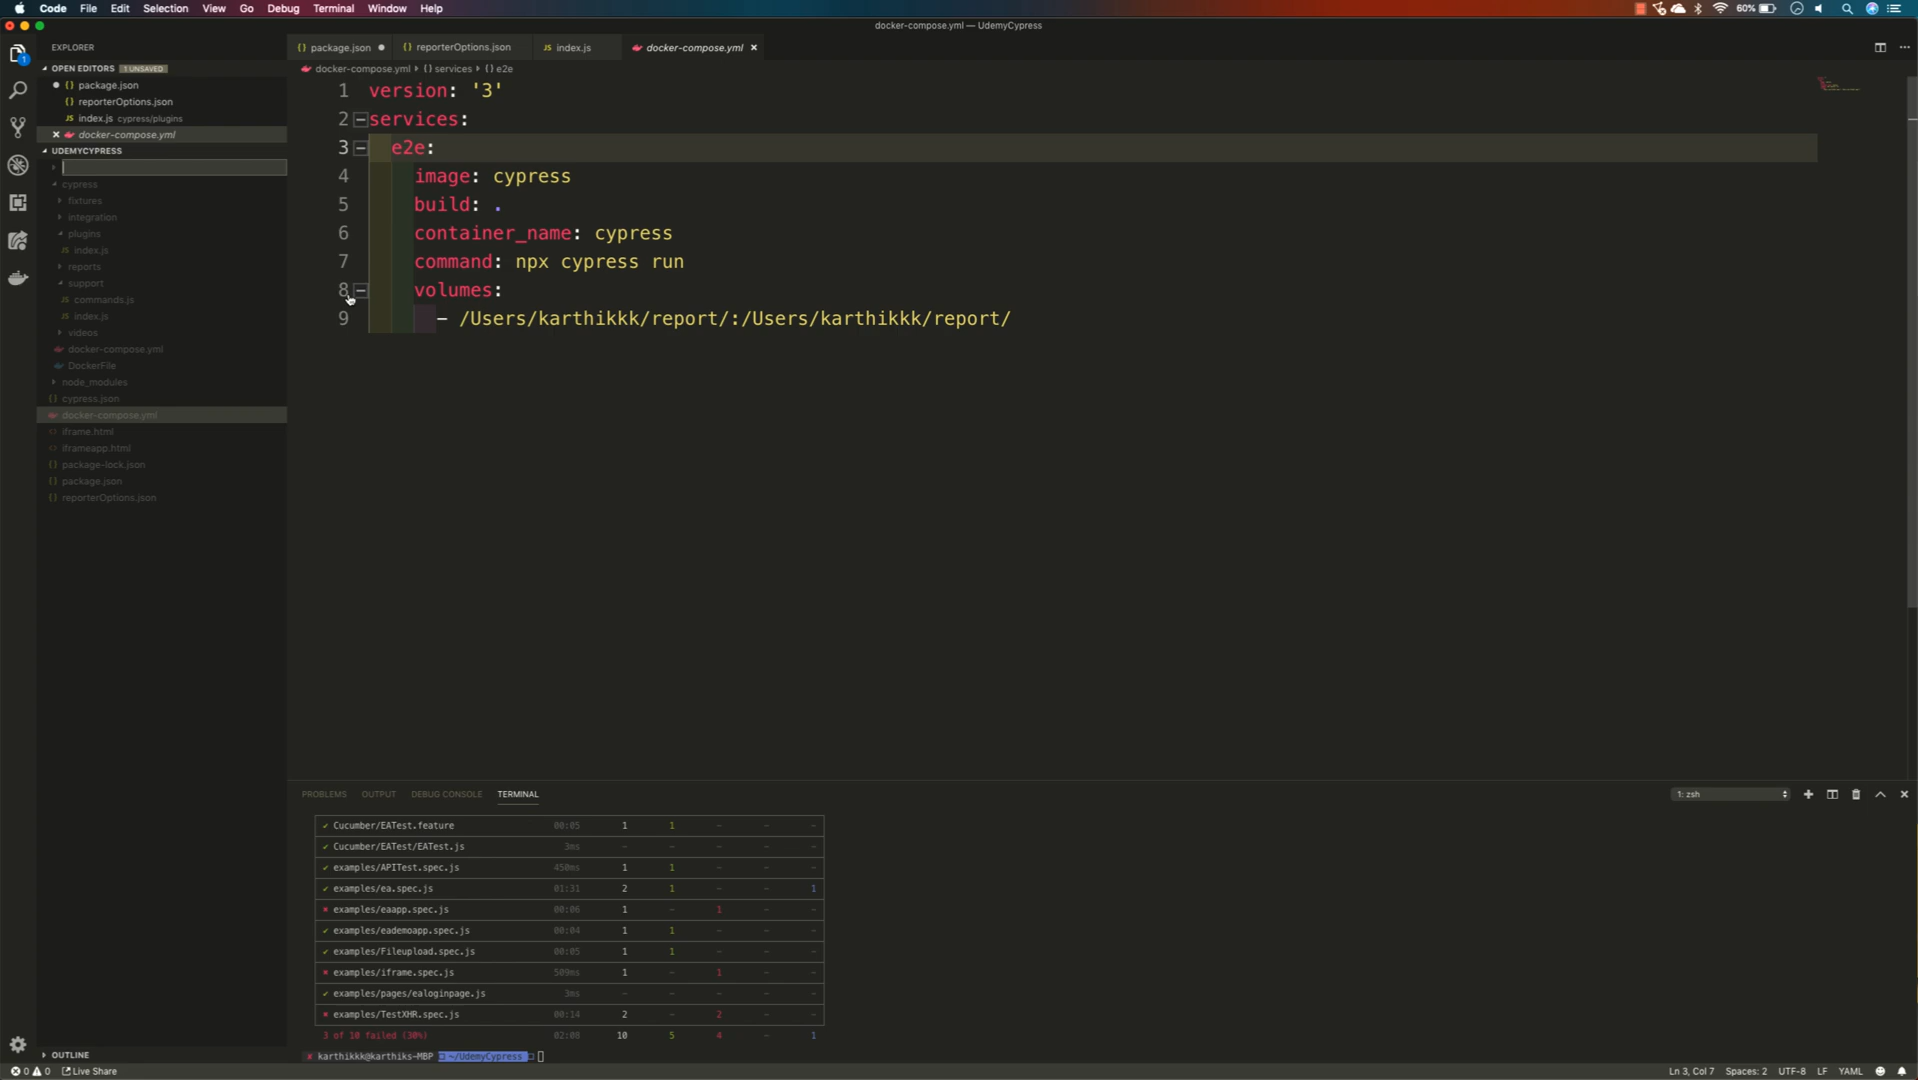 Code File Edit Selection View Go Debug Terminal Window Help 60%
docker-compose.yml — UdemyCypress
EXPLORER
package.json reporterOptions.json index.js docker-compose.yml
OPEN EDITORS 1 UNSAVED
docker-compose.yml › {} services › {} e2e
package.json
reporterOptions.json
index.js cypress/plugins
docker-compose.yml
UDEMYCYPRESS
cypress
fixtures
integration
plugins
index.js
reports
support
commands.js
index.js
videos
docker-compose.yml
DockerFile
node_modules
cypress.json
docker-compose.yml
iframe.html
iframeapp.html
package-lock.json
package.json
reporterOptions.json
OUTLINE
1 version: '3'
2 services:
3 e2e:
4 image: cypress
5 build: .
6 container_name: cypress
7 command: npx cypress run
8 volumes:
9 - /Users/karthikkk/report/:/Users/karthikkk/report/
PROBLEMS OUTPUT DEBUG CONSOLE TERMINAL 1: zsh
✓ Cucumber/EATest.feature 00:05 1 1 - - -
✓ Cucumber/EATest/EATest.js 3ms - - - - -
✓ examples/APITest.spec.js 450ms 1 1 - - -
✓ examples/ea.spec.js 01:31 2 1 - - 1
✖ examples/eaapp.spec.js 00:06 1 - 1 - -
✓ examples/eademoapp.spec.js 00:04 1 1 - - -
✓ examples/Fileupload.spec.js 00:05 1 1 - - -
✖ examples/iframe.spec.js 509ms 1 - 1 - -
✓ examples/pages/ealoginpage.js 3ms - - - - -
✖ examples/TestXHR.spec.js 00:14 2 - 2 - -
3 of 10 failed (30%) 02:08 10 5 4 - 1
✘ karthikkk@karthiks-MBP ~/UdemyCypress
0 0 Live Share Ln 3, Col 7 Spaces: 2 UTF-8 LF YAML